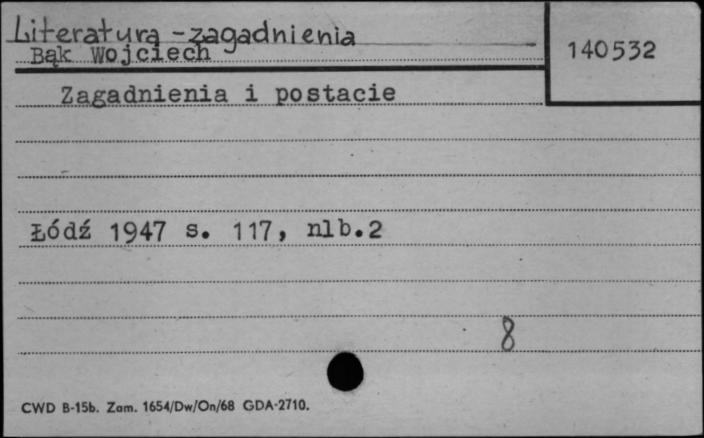 Literatura - zagadnienia
Bąk Wojciech
140532
Zagadnienia i postacie
Łódź 1947 s. 117, nlb.2
8
CWD B-15b. Zam. 1654/Dw/On/68 GDA-2710.